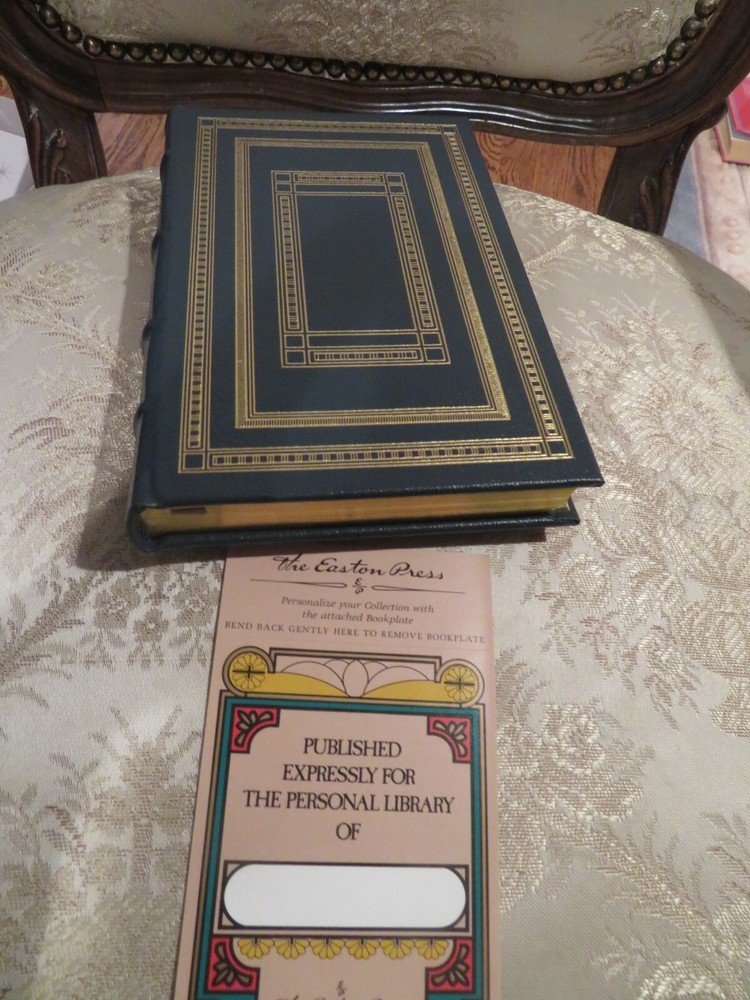 The Easton Press
Personalize your Collection with
the attached Bookplate
BEND BACK GENTLY HERE TO REMOVE BOOKPLATE
PUBLISHED
EXPRESSLY FOR
THE PERSONAL LIBRARY
OF